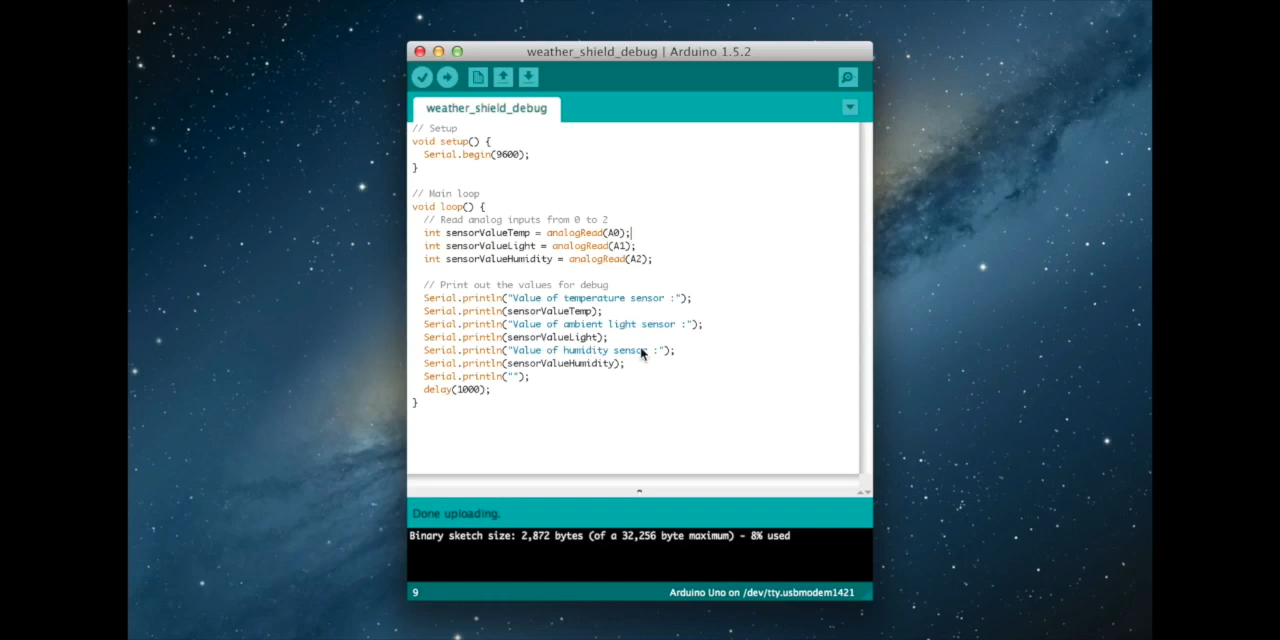 weather_shield_debug | Arduino 1.5.2
weather_shield_debug
// Setup
void setup() {
  Serial.begin(9600);
}
// Main loop
void loop() {
  // Read analog inputs from 0 to 2
  int sensorValueTemp = analogRead(A0);
  int sensorValueLight = analogRead(A1);
  int sensorValueHumidity = analogRead(A2);
  // Print out the values for debug
  Serial.println("Value of temperature sensor :");
  Serial.println(sensorValueTemp);
  Serial.println("Value of ambient light sensor :");
  Serial.println(sensorValueLight);
  Serial.println("Value of humidity sensor :");
  Serial.println(sensorValueHumidity);
  Serial.println("");
  delay(1000);
}
Done uploading.
Binary sketch size: 2,872 bytes (of a 32,256 byte maximum) - 8% used
9 Arduino Uno on /dev/tty.usbmodem1421